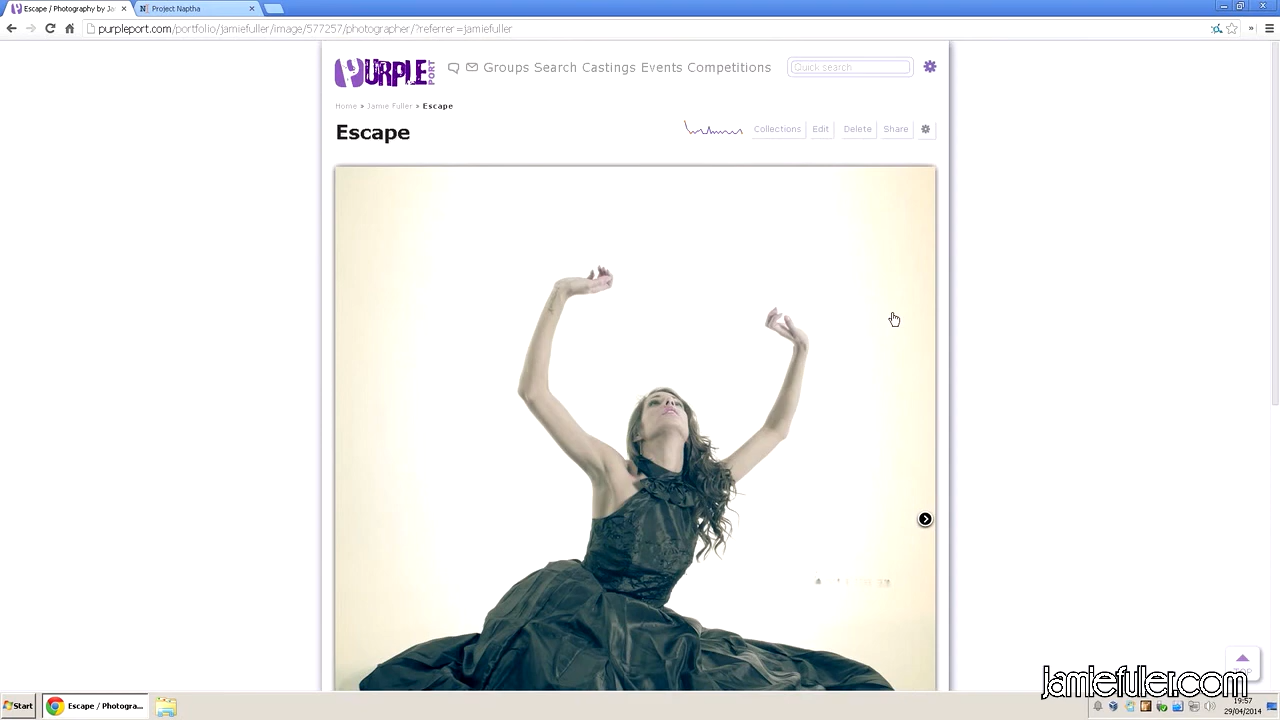 Escape / Photography by Ja
Project Naptha
purpleport.com/portfolio/jamiefuller/image/577257/photographer/?referrer=jamiefuller
PURPLE PORT
Groups Search Castings Events Competitions
Quick search
Home » Jamie Fuller » Escape
Escape
Collections Edit Delete Share
TOP
jamiefuller.com
Start
Escape / Photogra...
19:57
29/04/2014